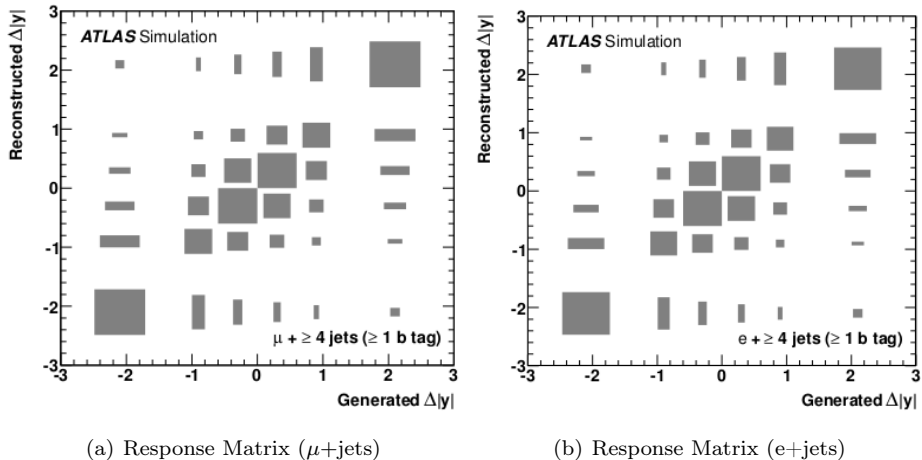 Reconstructed Δ|y|
ATLAS Simulation
3
2
1
0
-1
-2
-3
μ + ≥ 4 jets (≥ 1 b tag)
-3 -2 -1 0 1 2 3
Generated Δ|y|
(a) Response Matrix (μ+jets)
Reconstructed Δ|y|
ATLAS Simulation
3
2
1
0
-1
-2
-3
e + ≥ 4 jets (≥ 1 b tag)
-3 -2 -1 0 1 2 3
Generated Δ|y|
(b) Response Matrix (e+jets)